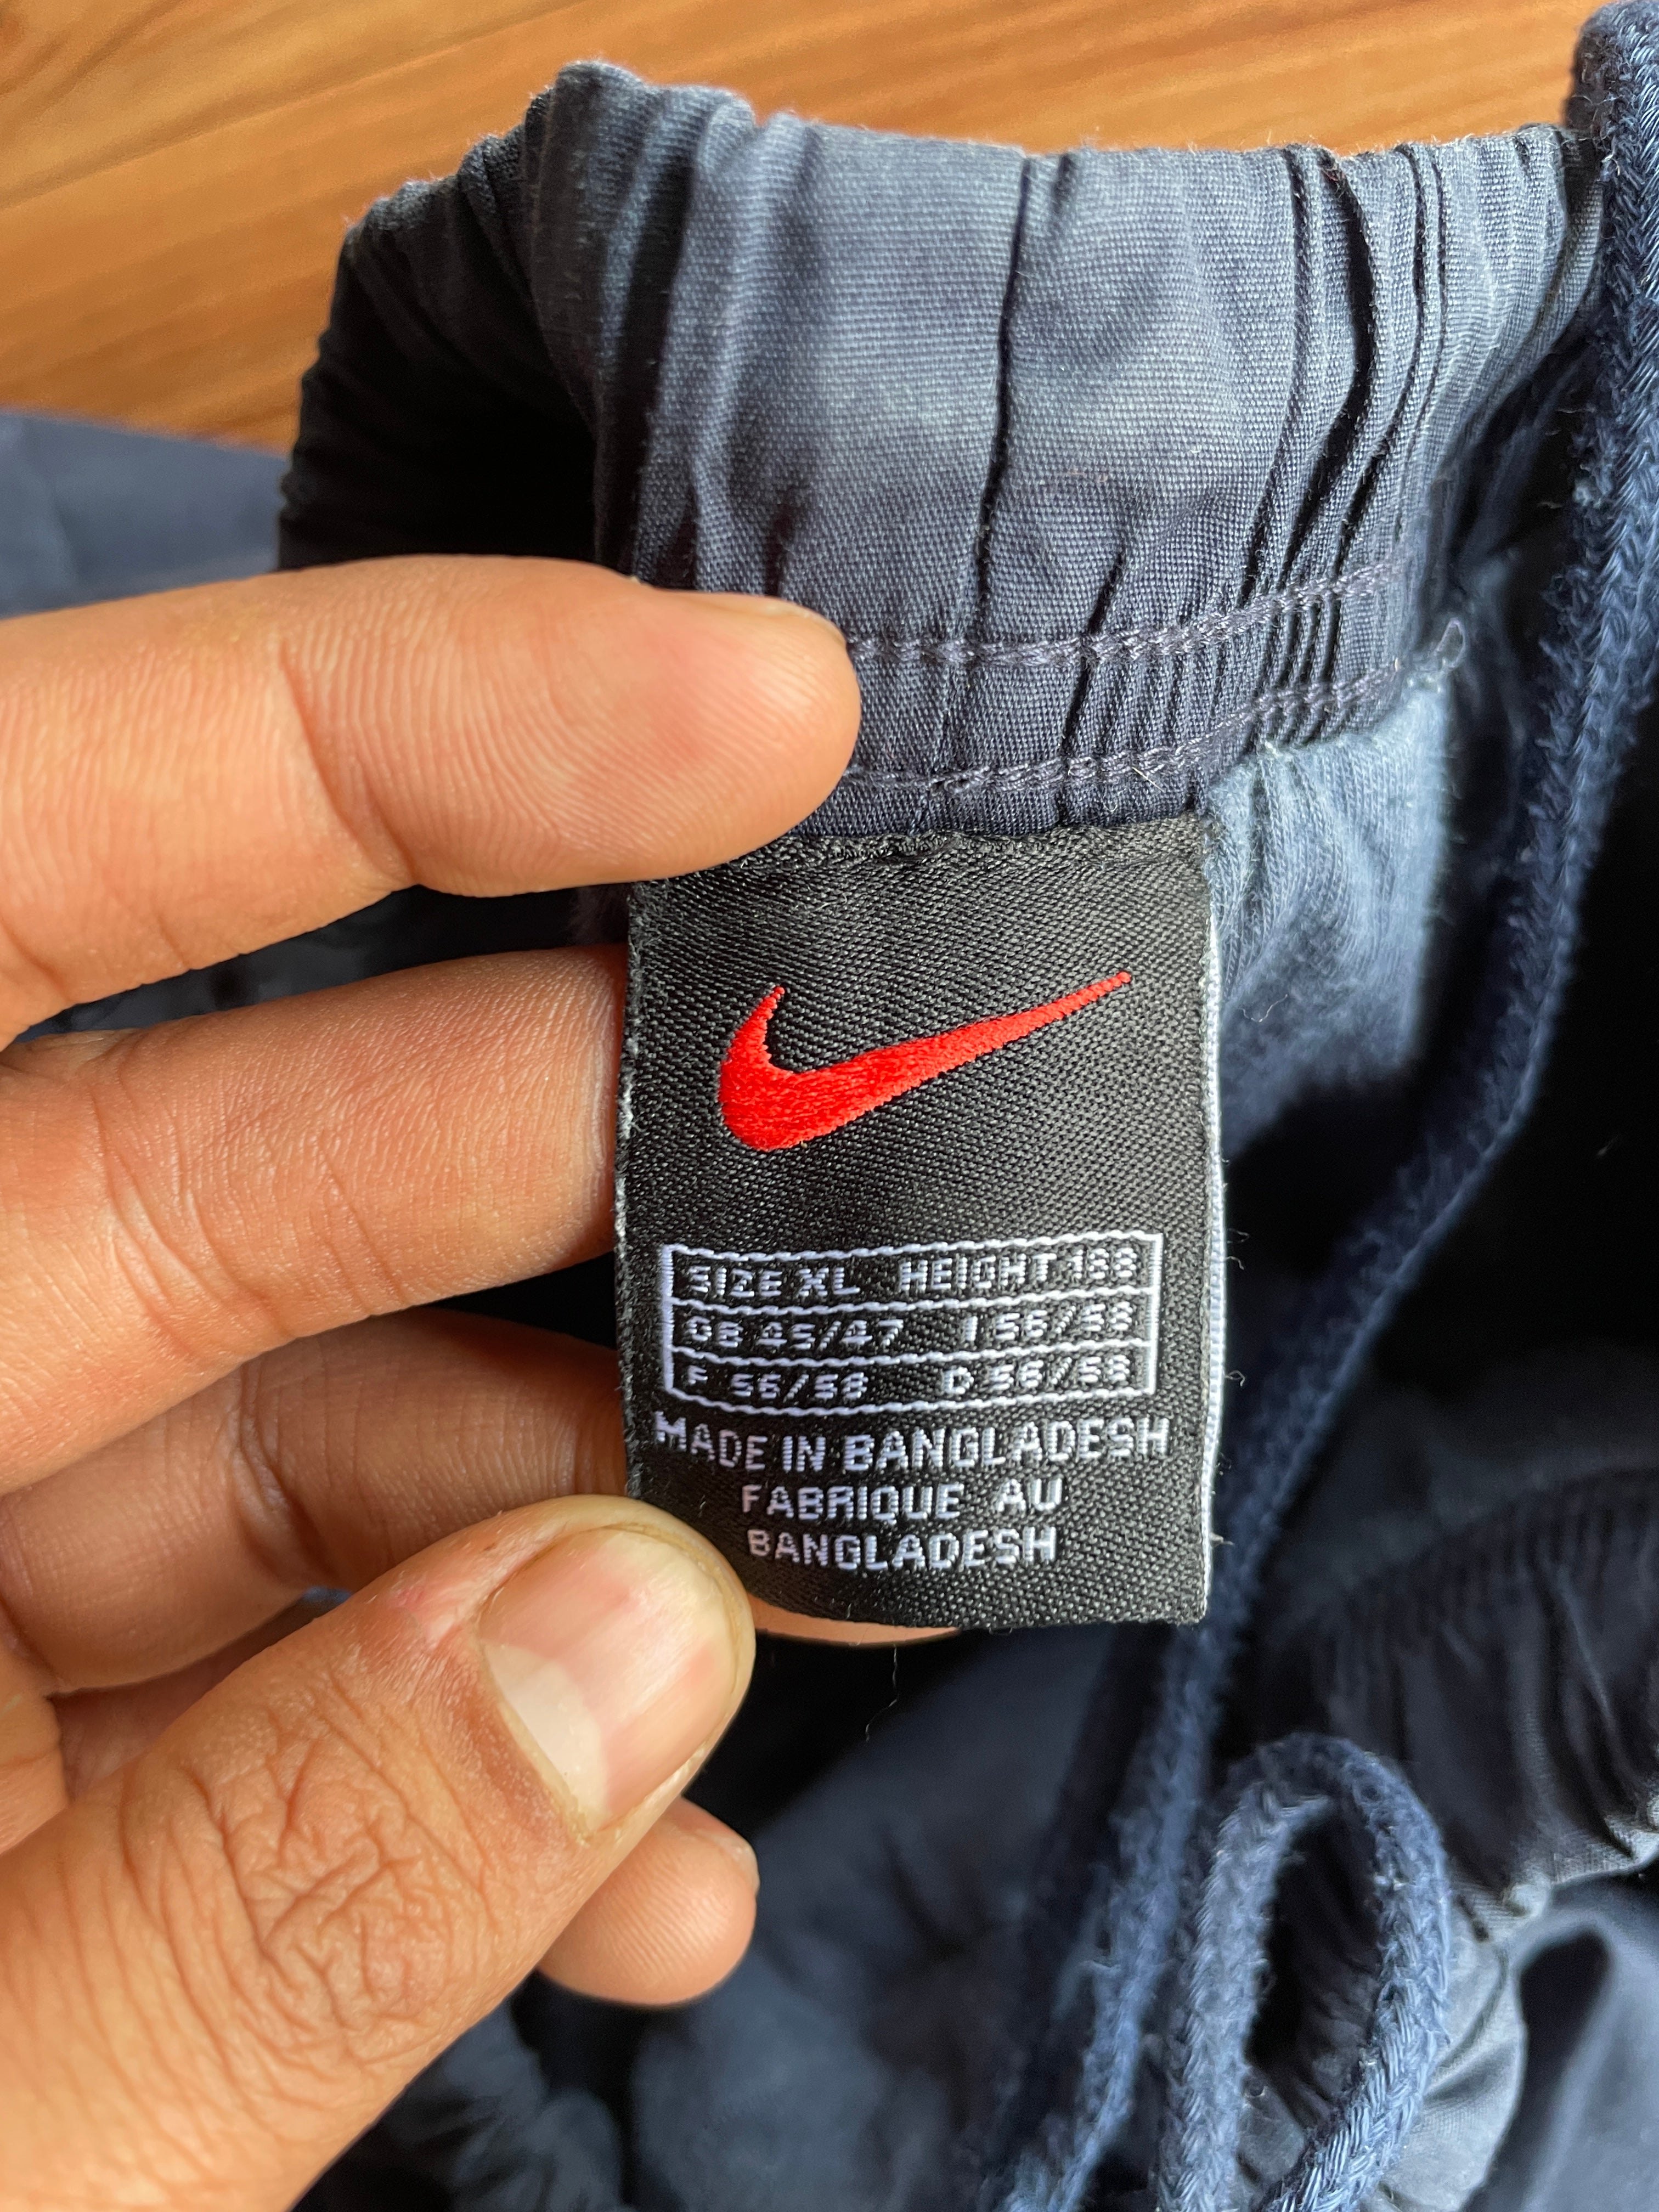 SIZE XL HEIGHT 188
GB 45/47 I 56/58
F 56/58 D 56/58
MADE IN BANGLADESH
FABRIQUE AU
BANGLADESH